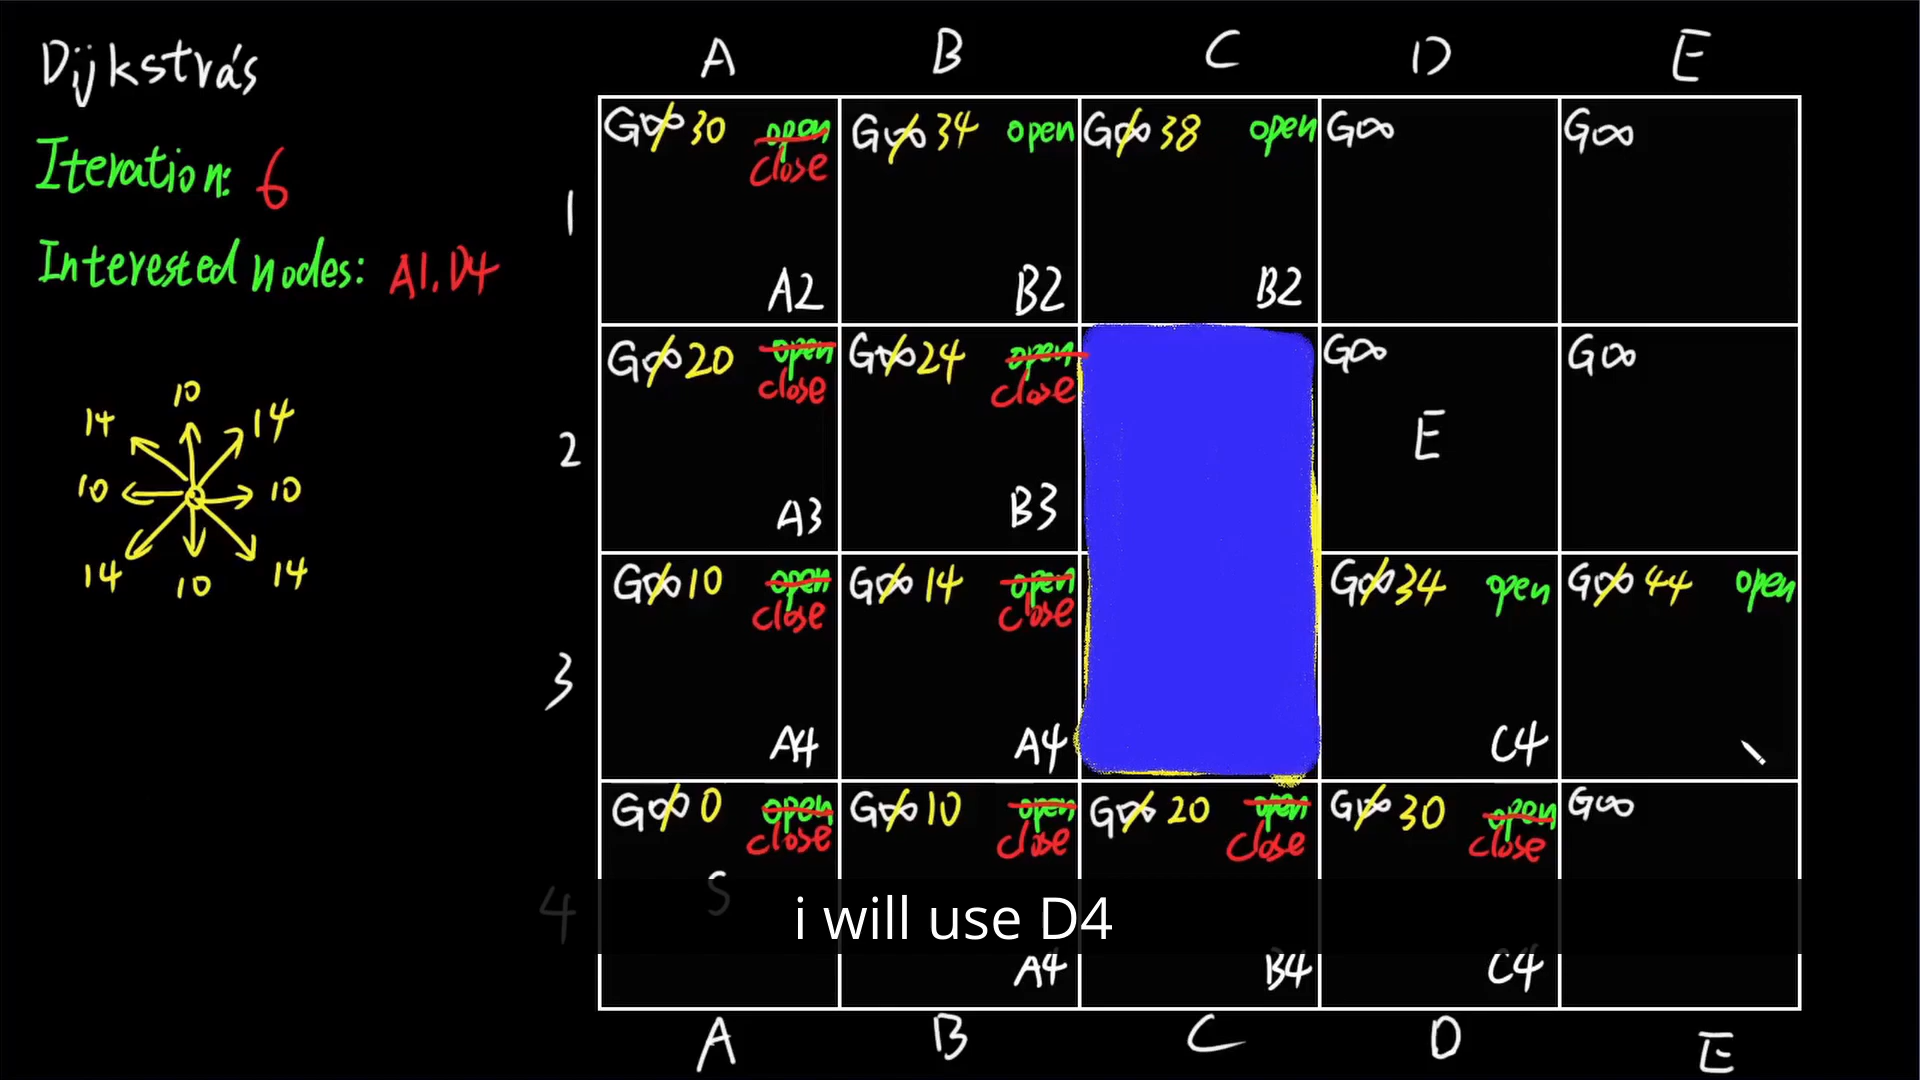 Dijkstra's
Iteration: 6
Interested nodes: A1. D4
10
14 14
10 10
14 10 14
A B C D E
1
G∞ 30 open close A2
G∞ 34 open B2
G∞ 38 open B2
G∞
G∞
2
G∞ 20 open close A3
G∞ 24 open close B3
G∞ E
G∞
3
G∞ 10 open close A4
G∞ 14 open close A4
G∞ 34 open C4
G∞ 44 open
4
G∞ 0 open close S
G∞ 10 open close A4
G∞ 20 open close B4
G∞ 30 open close C4
G∞
i will use D4
A B C D E